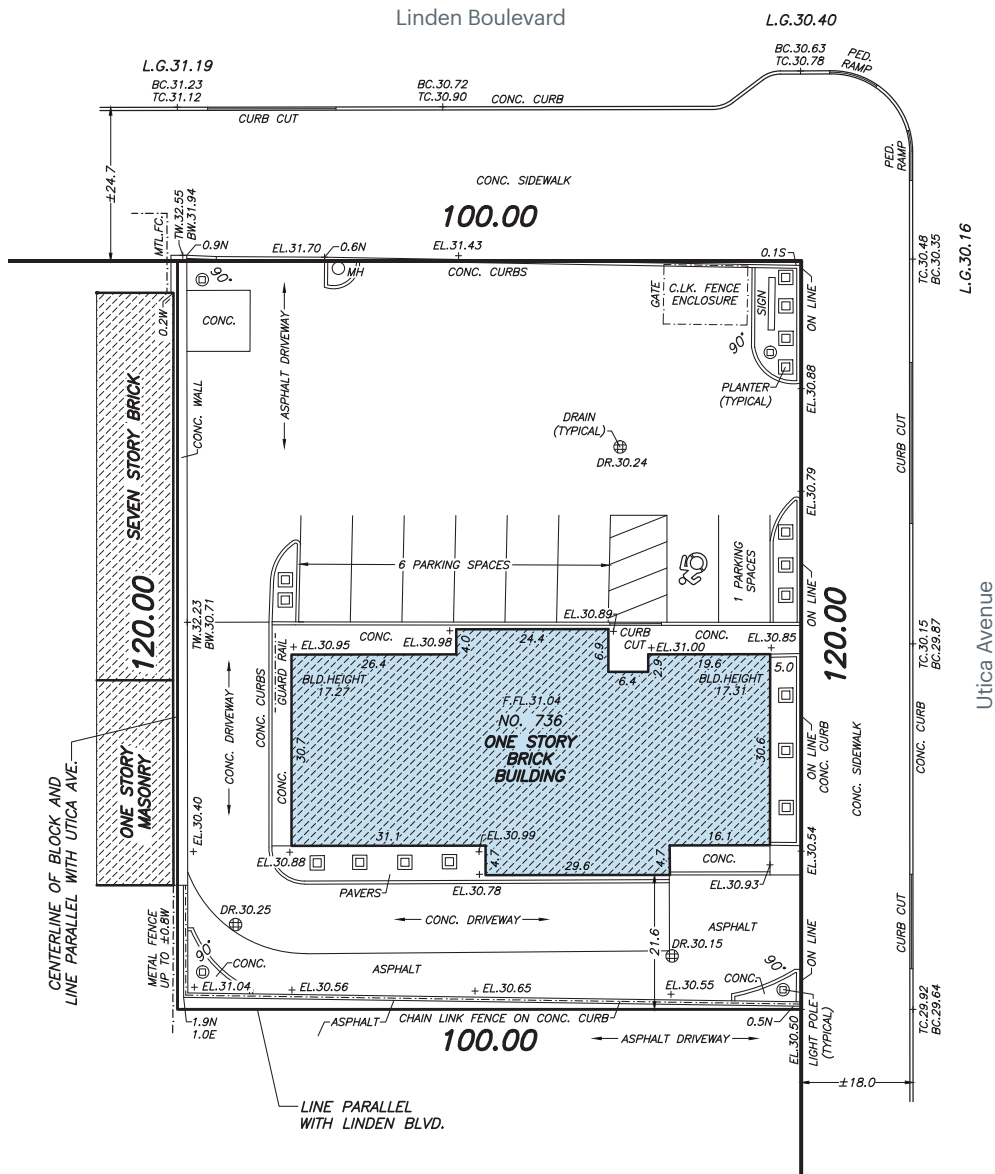 Linden Boulevard
L.G.30.40
BC.30.63
TC.30.78
PED.
RAMP
L.G.31.19
BC.31.23
TC.31.12
BC.30.72
TC.30.90
CONC. CURB
CURB CUT
PED.
RAMP
±24.7
CONC. SIDEWALK
100.00
MTL.FC.
TW.32.55
BW.31.94
0.9N
EL.31.70
0.6N
EL.31.43
0.1S
TC.30.48
BC.30.35
L.G.30.16
90°
MH
CONC. CURBS
GATE
C.LK. FENCE
ENCLOSURE
SIGN
ON LINE
0.2W
CONC.
ASPHALT DRIVEWAY
90°
PLANTER
(TYPICAL)
EL.30.88
CONC. WALL
SEVEN STORY BRICK
DRAIN
(TYPICAL)
DR.30.24
CURB CUT
EL.30.79
6 PARKING SPACES
1 PARKING
SPACES
ON LINE
120.00
TW.32.23
BW.30.71
EL.30.89
CONC.
EL.30.95
EL.30.98
24.4
CURB
CUT
CONC.
EL.30.85
EL.31.00
120.00
TC.30.15
BC.29.87
Utica Avenue
GUARD RAIL
26.4
4.0
6.9
2.9
19.6
5.0
6.4
BLD.HEIGHT
17.27
BLD.HEIGHT
17.31
F.FL.31.04
NO. 736
ONE STORY
BRICK
BUILDING
CONC. CURBS
CONC. DRIVEWAY
CONC.
30.7
30.6
ON LINE
CONC. CURB
CONC. SIDEWALK
CONC. CURB
CENTERLINE OF BLOCK AND
LINE PARALLEL WITH UTICA AVE.
ONE STORY
MASONRY
EL.30.40
31.1
EL.30.99
16.1
EL.30.54
EL.30.88
4.7
29.6
4.7
CONC.
EL.30.93
PAVERS
EL.30.78
DR.30.25
CONC. DRIVEWAY
21.6
ASPHALT
DR.30.15
ON LINE
CURB CUT
METAL FENCE
UP TO ±0.8W
90°
CONC.
ASPHALT
90°
CONC.
EL.31.04
EL.30.56
EL.30.65
EL.30.55
1.9N
1.0E
ASPHALT
CHAIN LINK FENCE ON CONC. CURB
0.5N
EL.30.50
LIGHT POLE
(TYPICAL)
TC.29.92
BC.29.64
100.00
ASPHALT DRIVEWAY
±18.0
LINE PARALLEL
WITH LINDEN BLVD.